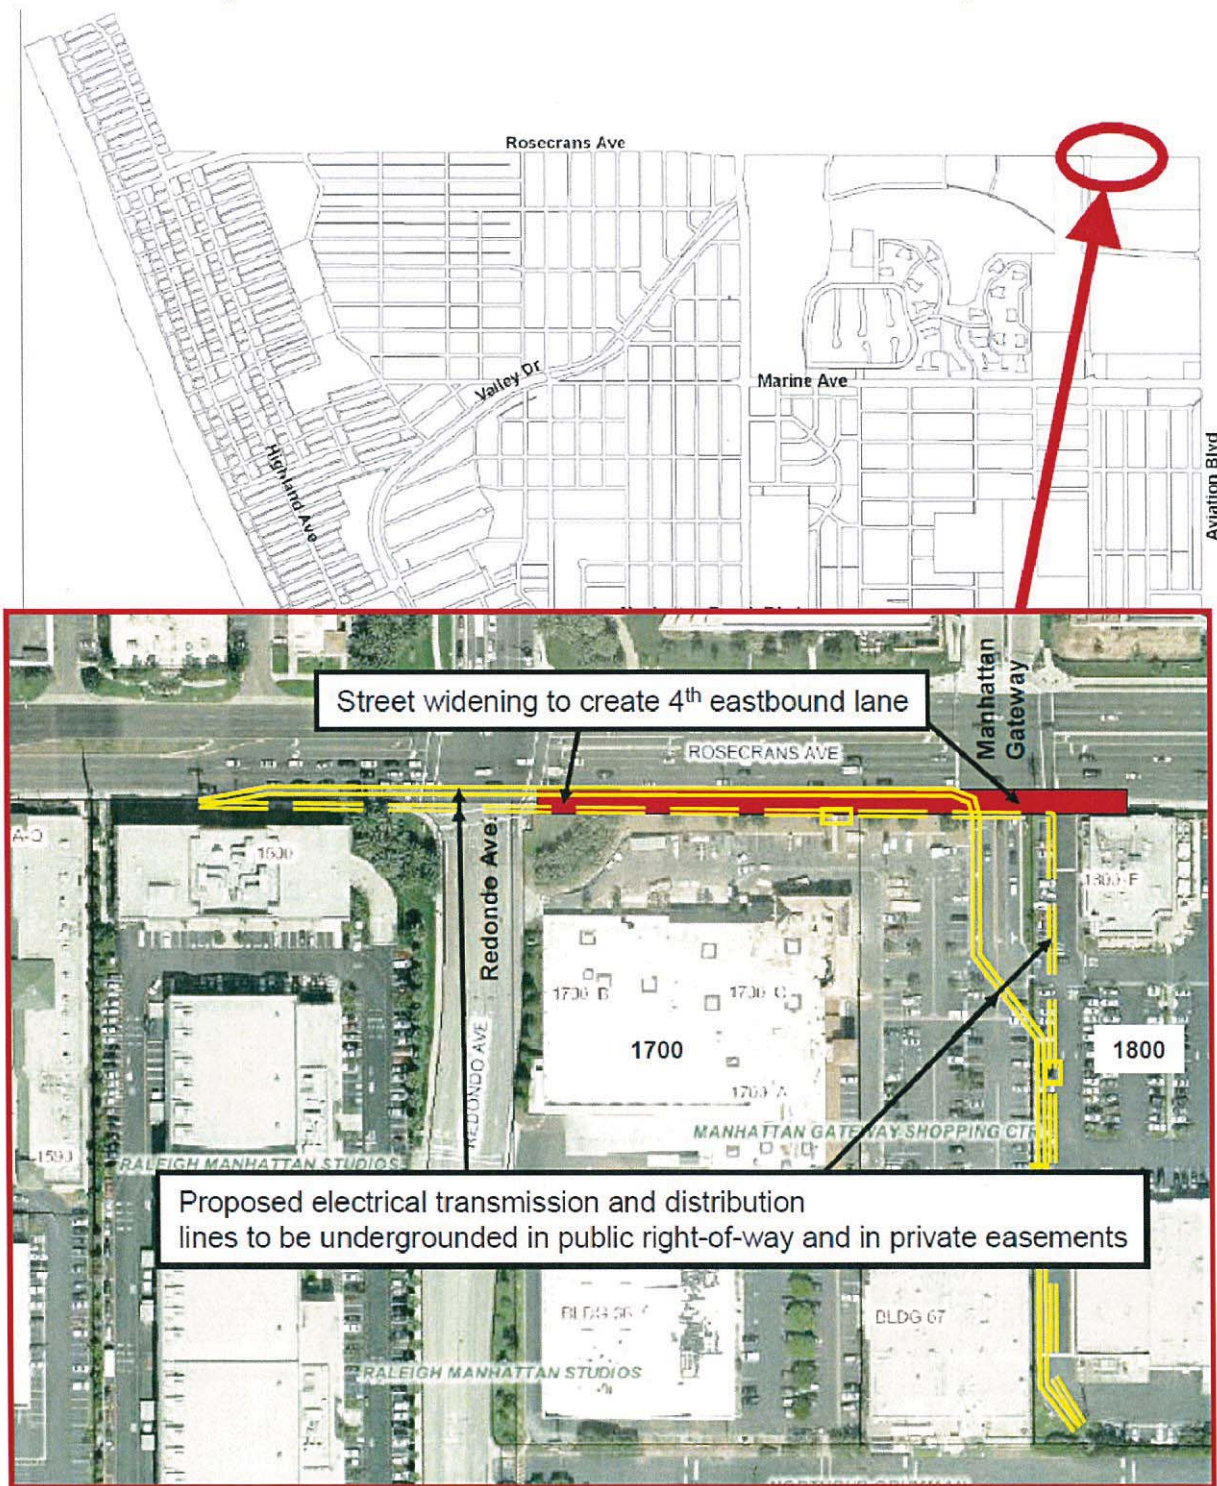 Rosecrans Ave
Valley Dr
Marine Ave
Highland Ave
Aviation Blvd
Street widening to create 4th eastbound lane
Manhattan
Gateway
ROSECRANS AVE
A-D
1500
1800-F
Redondo Ave.
1700-B
1700-C
1700
1800
REDONDO AVE
1700-A
MANHATTAN GATEWAY SHOPPING CTR
1590
RALEIGH MANHATTAN STUDIOS
Proposed electrical transmission and distribution
lines to be undergrounded in public right-of-way and in private easements
BLDG 67
RALEIGH MANHATTAN STUDIOS